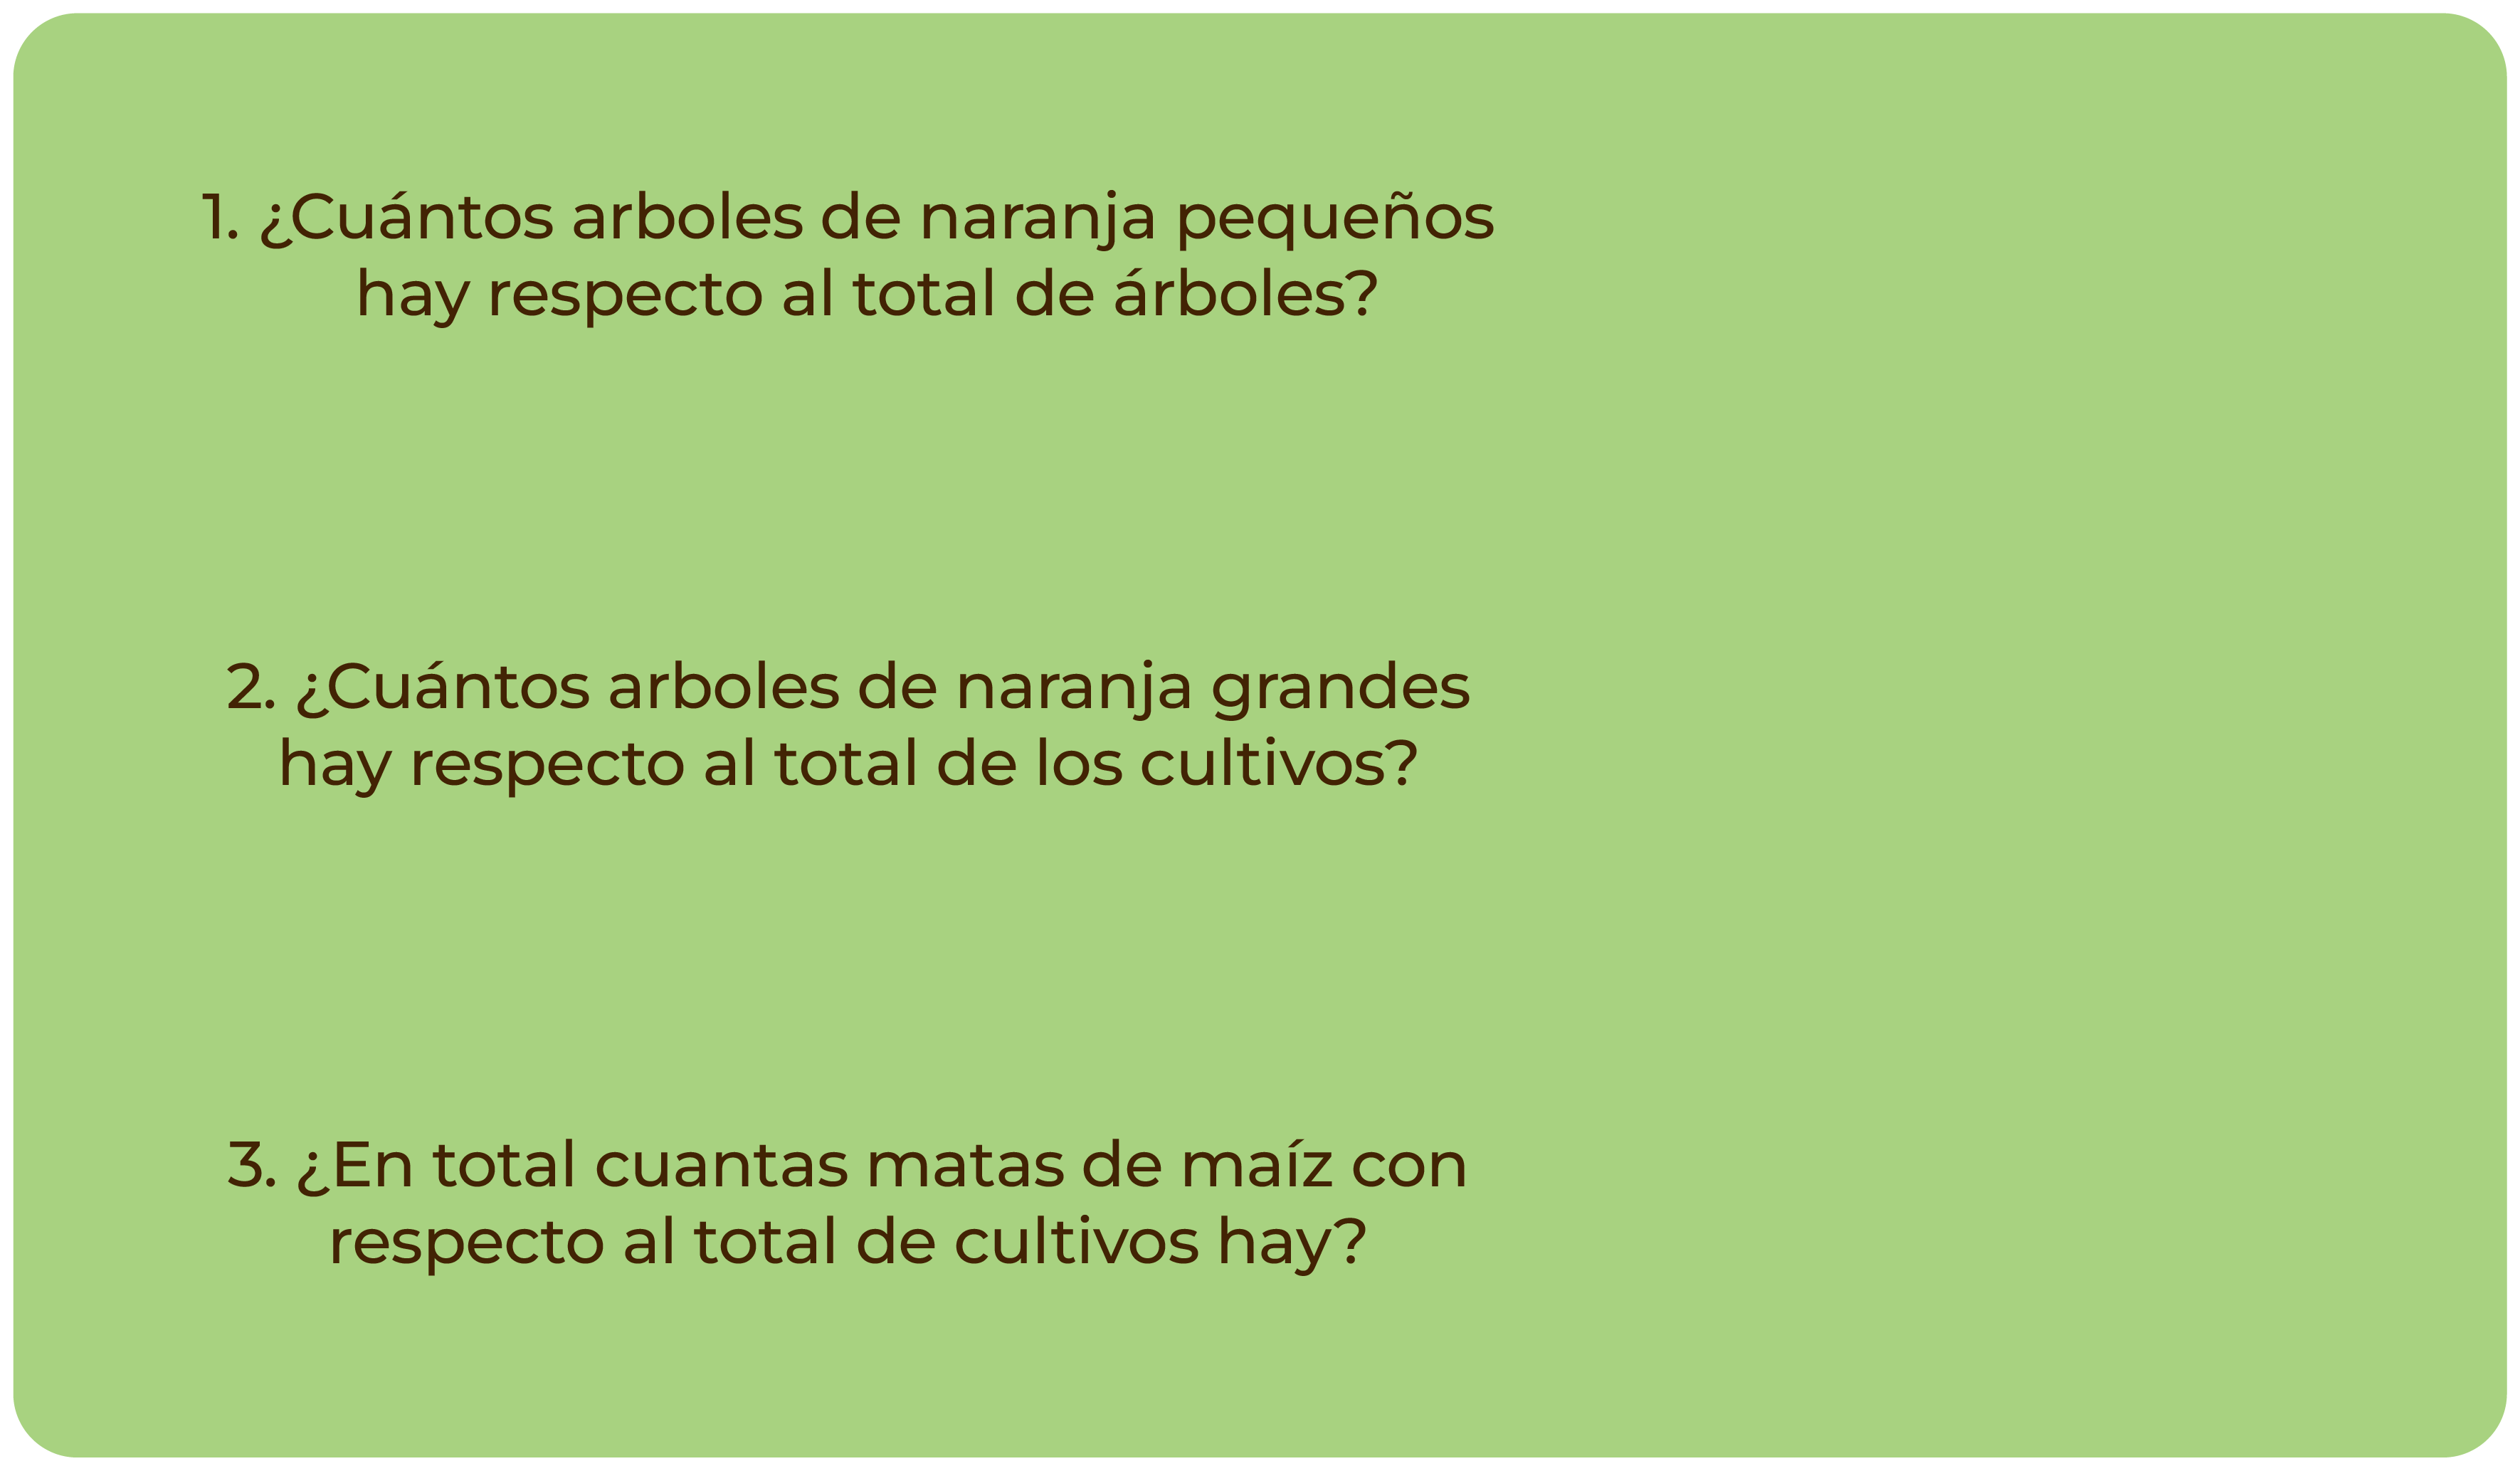 1. ¿Cuántos arboles de naranja pequeños
hay respecto al total de árboles?
2. ¿Cuántos arboles de naranja grandes
hay respecto al total de los cultivos?
3. ¿En total cuantas matas de maíz con
respecto al total de cultivos hay?